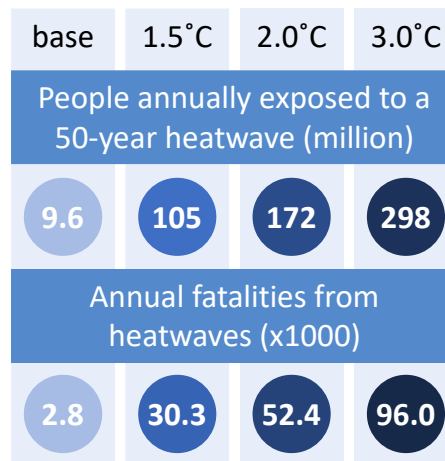 base 1.5˚C 2.0˚C 3.0˚C
People annually exposed to a
50-year heatwave (million)
9.6 105 172 298
Annual fatalities from
heatwaves (x1000)
2.8 30.3 52.4 96.0